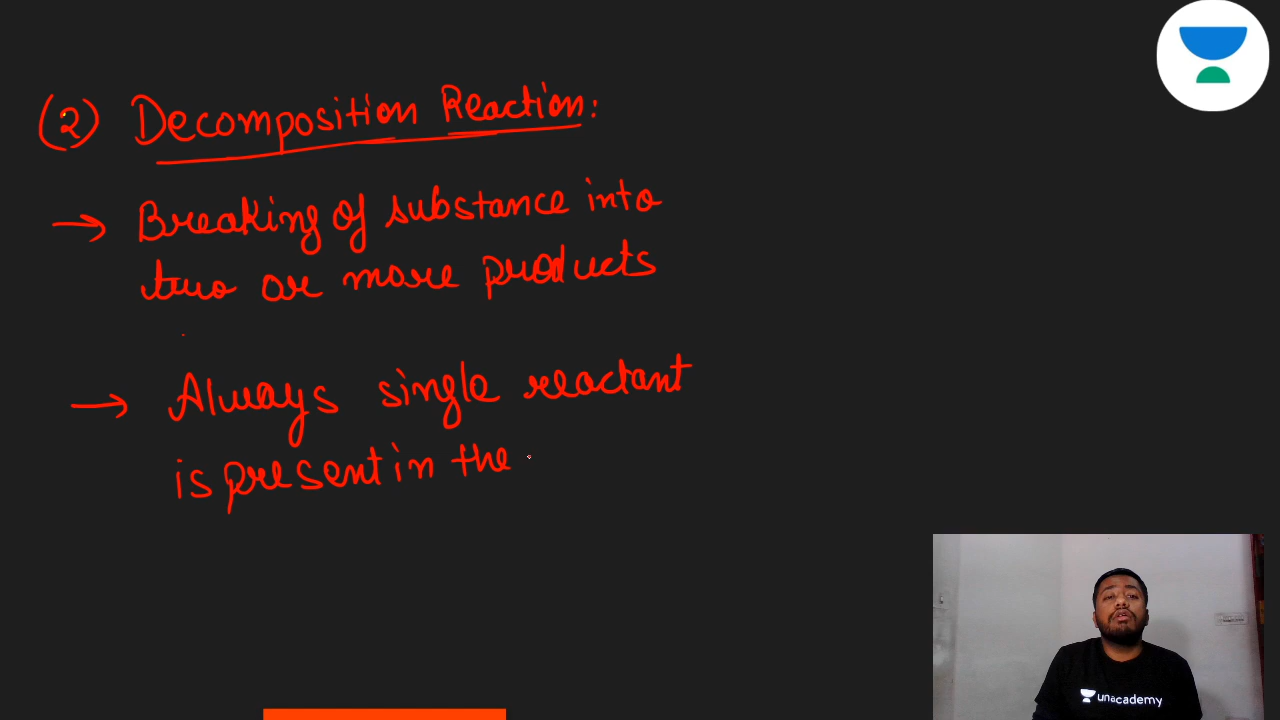 (2) Decomposition Reaction:
→ Breaking of substance into
two or more products
→ Always single reactant
is present in the
unacademy